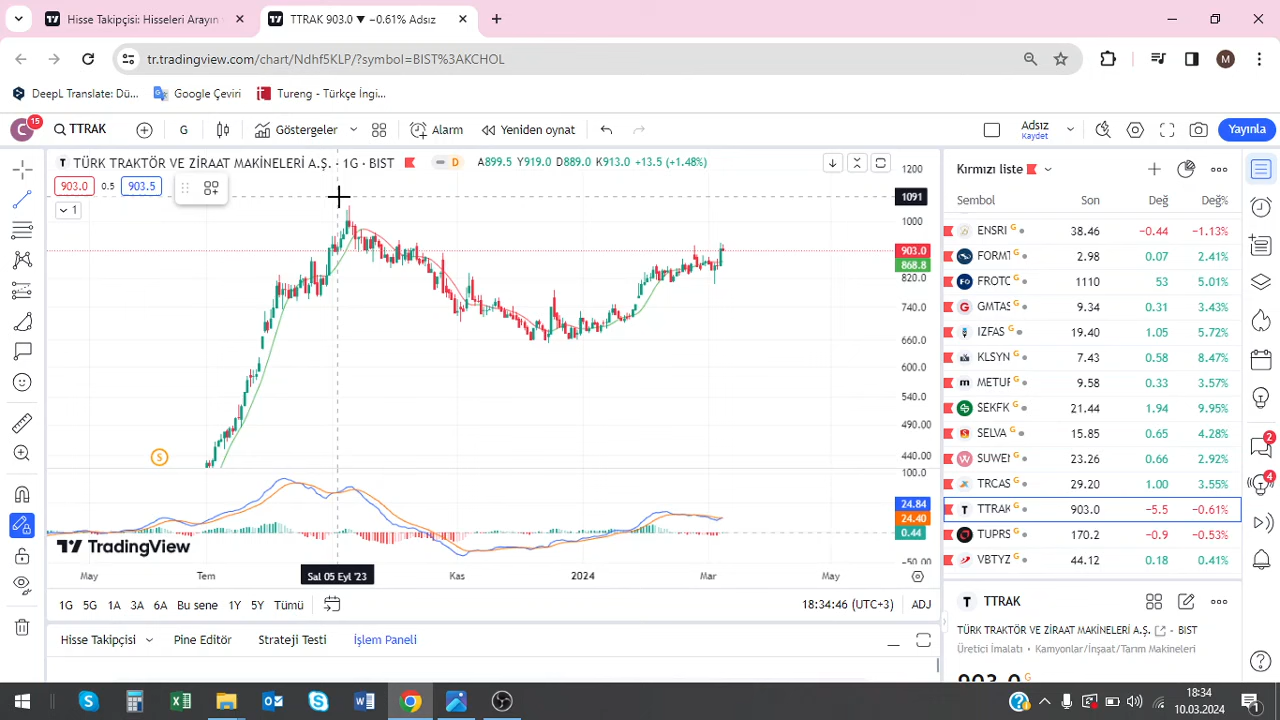 Hisse Takipçisi: Hisseleri Arayın
TTRAK 903.0 ▼ −0.61% Adsız
tr.tradingview.com/chart/Ndhf5KLP/?symbol=BIST%3AKCHOL
M
DeepL Translate: Dü...
Google Çeviri
Tureng - Türkçe İngi...
C 15
TTRAK
G
Göstergeler
Alarm
Yeniden oynat
Adsız
Kaydet
Yayınla
T TÜRK TRAKTÖR VE ZİRAAT MAKİNELERİ A.Ş. · 1G · BIST
D
A899.5 Y919.0 D889.0 K913.0 +13.5 (+1.48%)
903.0 0.5 903.5
1
1200
1091
1000
903.0
868.8
820.0
740.0
660.0
600.0
540.0
490.00
440.00
100.0
24.84
24.40
0.44
−50.00
S
TradingView
May Tem Sal 05 Eyl '23 Kas 2024 Mar May
1G 5G 1A 3A 6A Bu sene 1Y 5Y Tümü
18:34:46 (UTC+3) ADJ
Hisse Takipçisi Pine Editör Strateji Testi İşlem Paneli
Kırmızı liste
Sembol Son Değ Değ%
ENSRI G 38.46 −0.44 −1.13%
FORMT G 2.98 0.07 2.41%
FROTO G 1110 53 5.01%
GMTAS G 9.34 0.31 3.43%
IZFAS G 19.40 1.05 5.72%
KLSYN G 7.43 0.58 8.47%
METUR G 9.58 0.33 3.57%
SEKFK G 21.44 1.94 9.95%
SELVA G 15.85 0.65 4.28%
SUWEN G 23.26 0.66 2.92%
TRCAS G 29.20 1.00 3.55%
T TTRAK G 903.0 −5.5 −0.61%
TUPRS G 170.2 −0.9 −0.53%
VBTYZ G 44.12 0.18 0.41%
T TTRAK
TÜRK TRAKTÖR VE ZİRAAT MAKİNELERİ A.Ş. · BIST
Üretici İmalatı · Kamyonlar/İnşaat/Tarım Makineleri
903.0 G
2
4
18:34
10.03.2024
1